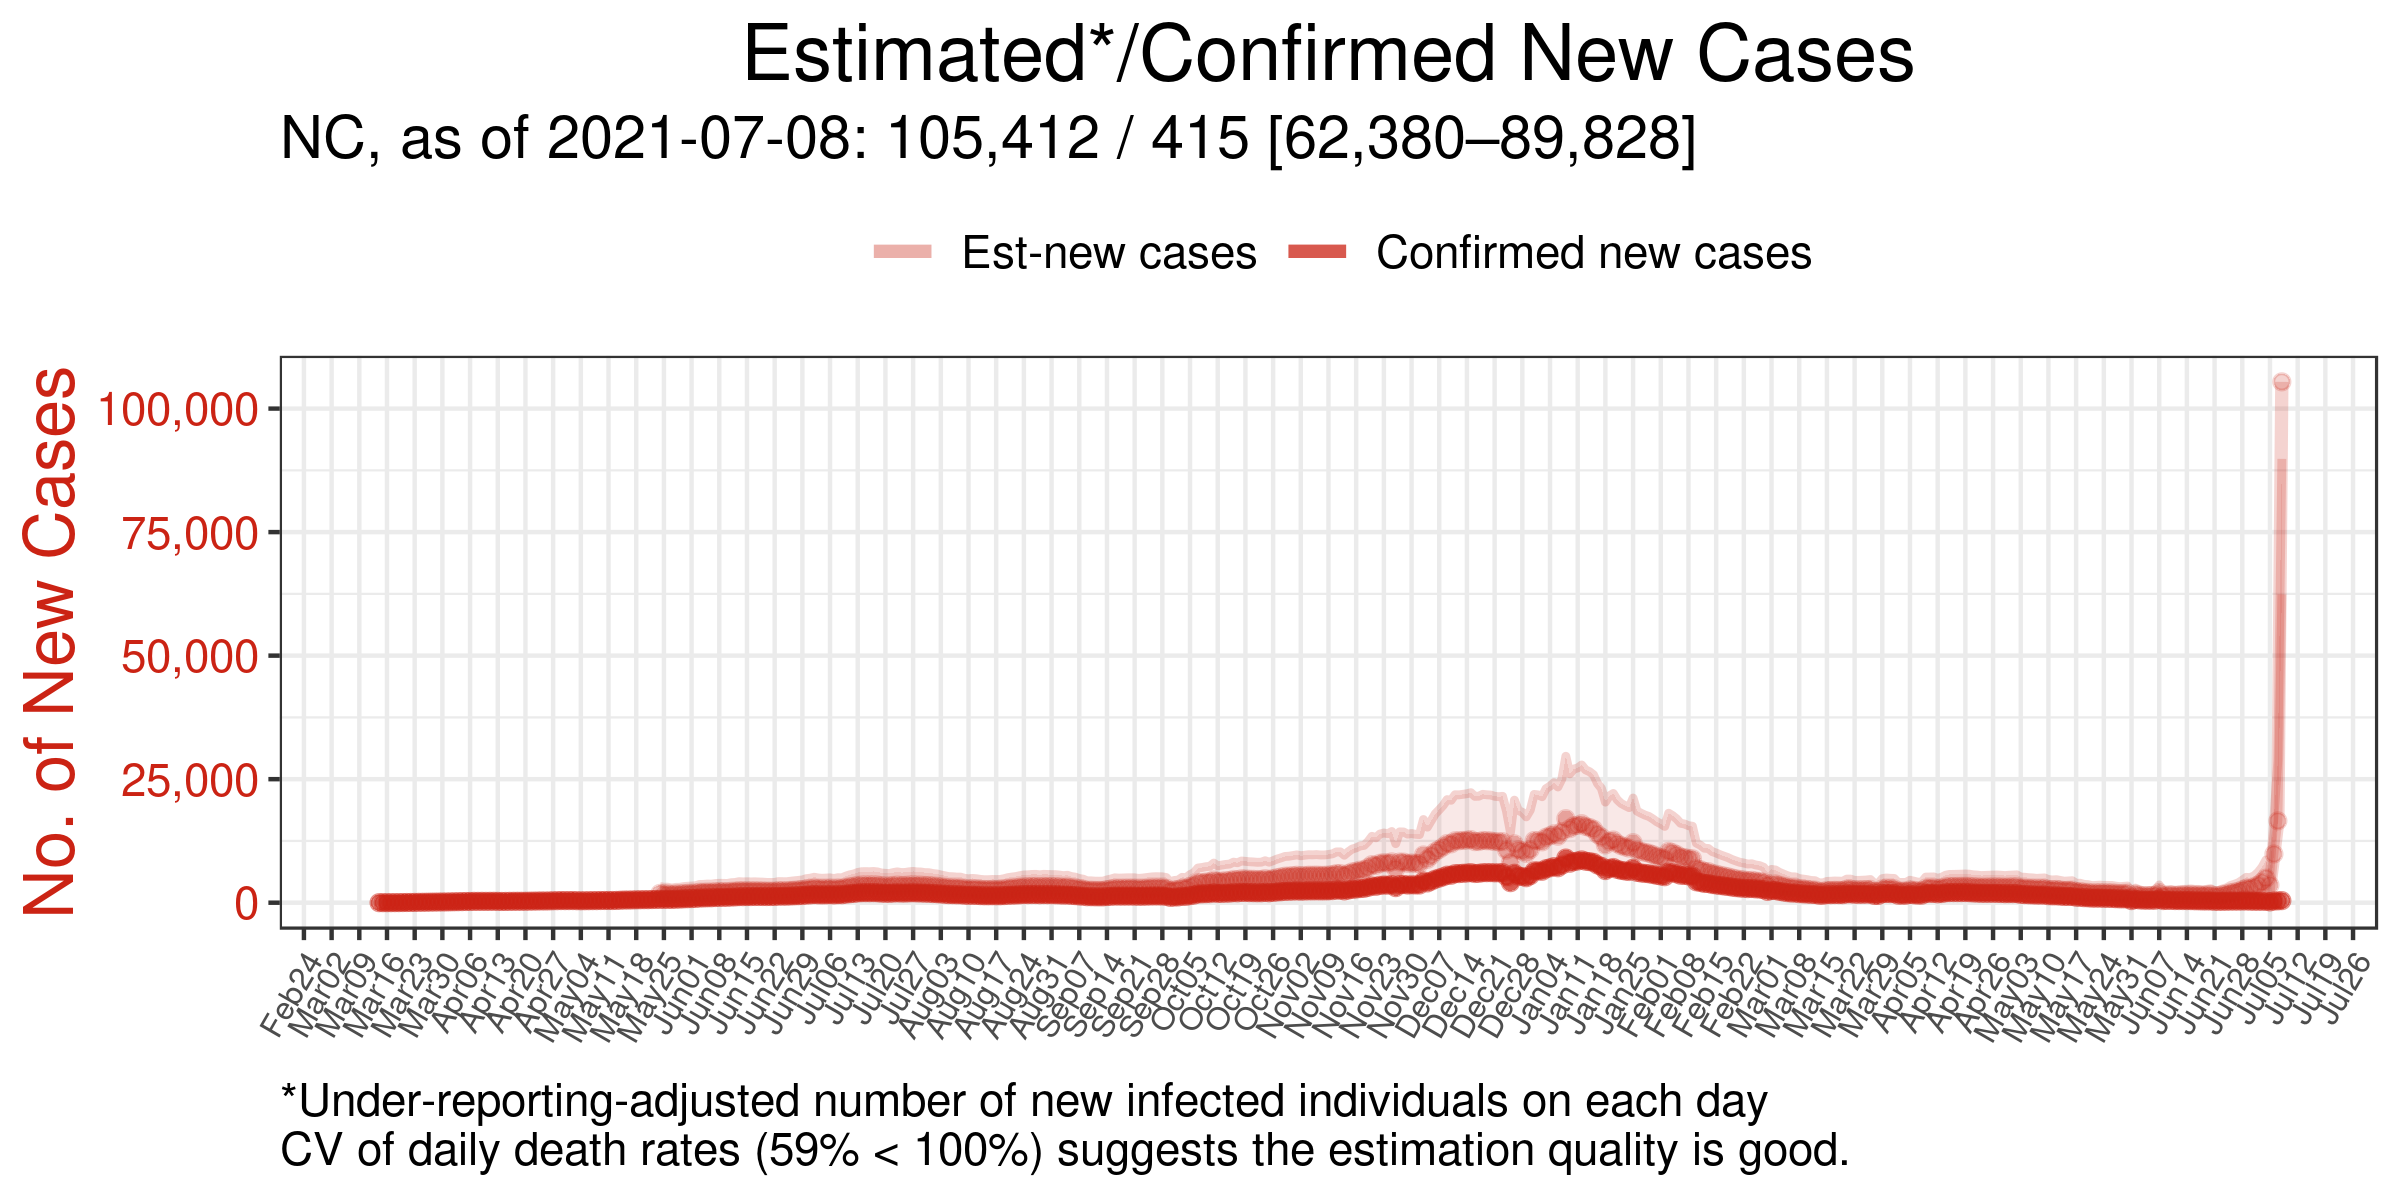 Estimated*/Confirmed New Cases
NC, as of 2021-07-08: 105,412 / 415 [62,380–89,828]
Est-new cases
Confirmed new cases
No. of New Cases
100,000
75,000
50,000
25,000
0
Feb24
Mar02
Mar09
Mar16
Mar23
Mar30
Apr06
Apr13
Apr20
Apr27
May04
May11
May18
May25
Jun01
Jun08
Jun15
Jun22
Jun29
Jul06
Jul13
Jul20
Jul27
Aug03
Aug10
Aug17
Aug24
Aug31
Sep07
Sep14
Sep21
Sep28
Oct05
Oct12
Oct19
Oct26
Nov02
Nov09
Nov16
Nov23
Nov30
Dec07
Dec14
Dec21
Dec28
Jan04
Jan11
Jan18
Jan25
Feb01
Feb08
Feb15
Feb22
Mar01
Mar08
Mar15
Mar22
Mar29
Apr05
Apr12
Apr19
Apr26
May03
May10
May17
May24
May31
Jun07
Jun14
Jun21
Jun28
Jul05
Jul12
Jul19
Jul26
*Under-reporting-adjusted number of new infected individuals on each day
CV of daily death rates (59% < 100%) suggests the estimation quality is good.